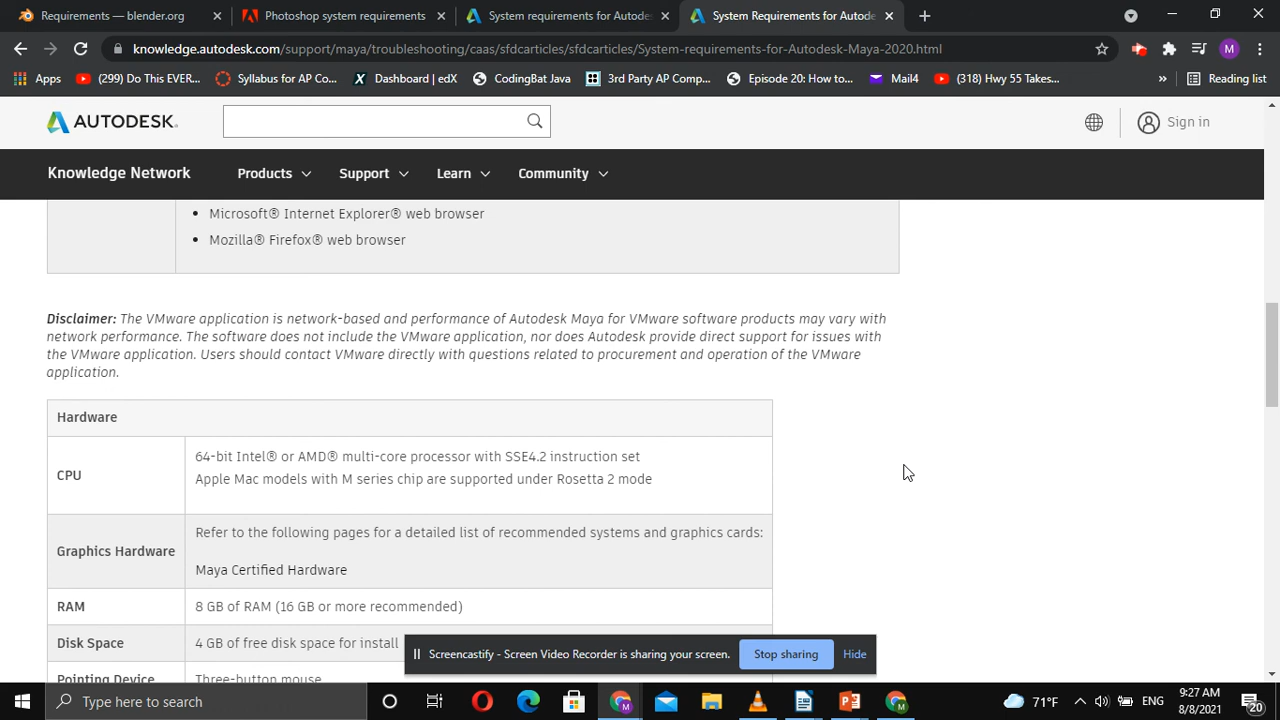 Requirements — blender.org
Photoshop system requirements
System requirements for Autode
System Requirements for Autode
knowledge.autodesk.com/support/maya/troubleshooting/caas/sfdcarticles/sfdcarticles/System-requirements-for-Autodesk-Maya-2020.html
M
Apps
(299) Do This EVER...
Syllabus for AP Co...
Dashboard | edX
CodingBat Java
3rd Party AP Comp...
Episode 20: How to...
Mail4
(318) Hwy 55 Takes...
»
Reading list
AUTODESK
Sign in
Knowledge Network
Products
Support
Learn
Community
• Microsoft® Internet Explorer® web browser
• Mozilla® Firefox® web browser
Disclaimer: The VMware application is network-based and performance of Autodesk Maya for VMware software products may vary with
network performance. The software does not include the VMware application, nor does Autodesk provide direct support for issues with
the VMware application. Users should contact VMware directly with questions related to procurement and operation of the VMware
application.
Hardware
CPU
64-bit Intel® or AMD® multi-core processor with SSE4.2 instruction set
Apple Mac models with M series chip are supported under Rosetta 2 mode
Graphics Hardware
Refer to the following pages for a detailed list of recommended systems and graphics cards:
Maya Certified Hardware
RAM
8 GB of RAM (16 GB or more recommended)
Disk Space
4 GB of free disk space for install
Pointing Device
Three-button mouse
Screencastify - Screen Video Recorder is sharing your screen.
Stop sharing
Hide
Type here to search
71°F
ENG
9:27 AM
8/8/2021
20